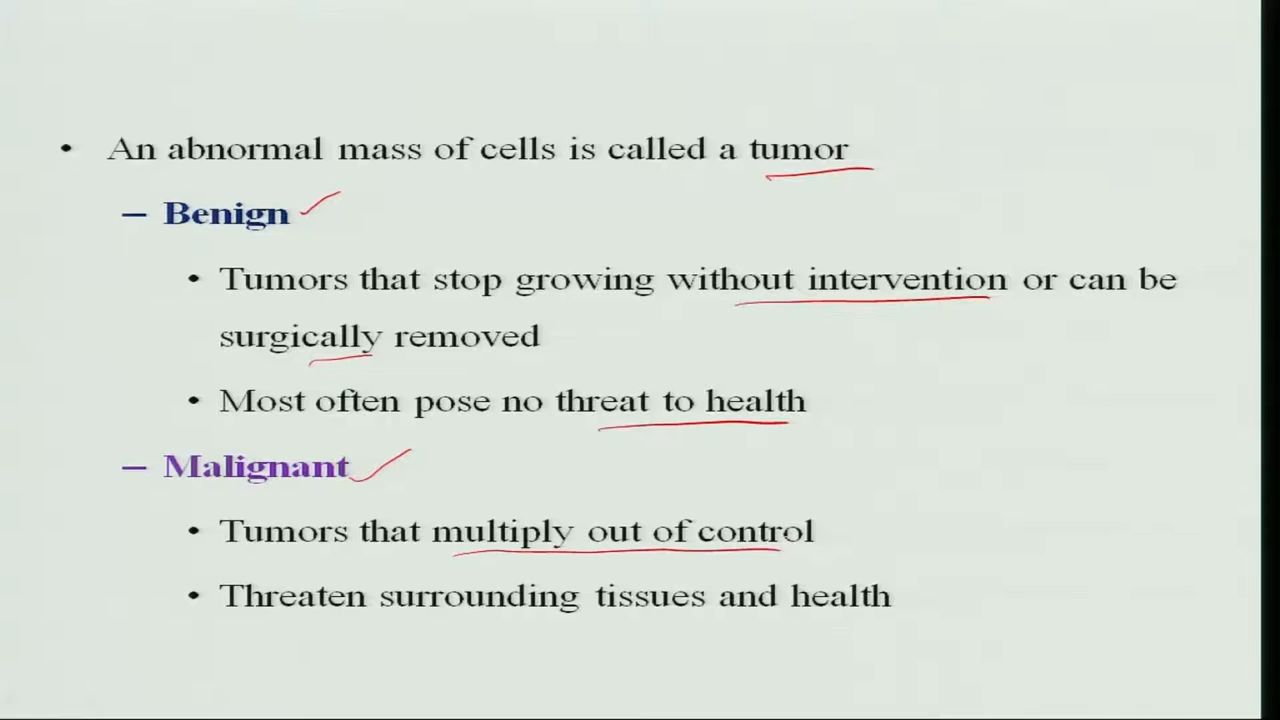 • An abnormal mass of cells is called a tumor
– Benign
• Tumors that stop growing without intervention or can be
surgically removed
• Most often pose no threat to health
– Malignant
• Tumors that multiply out of control
• Threaten surrounding tissues and health